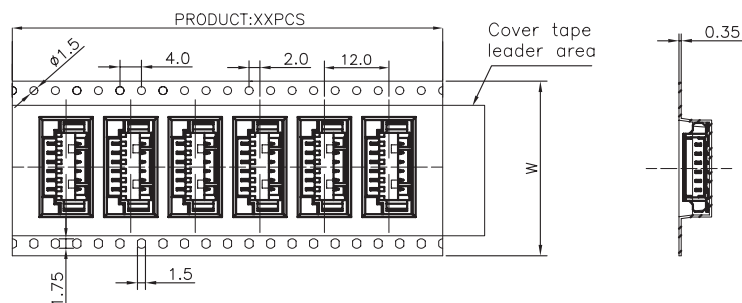 PRODUCT:XXPCS
Cover tape
leader area
ø1.5
4.0
2.0
12.0
0.35
W
1.75
1.5